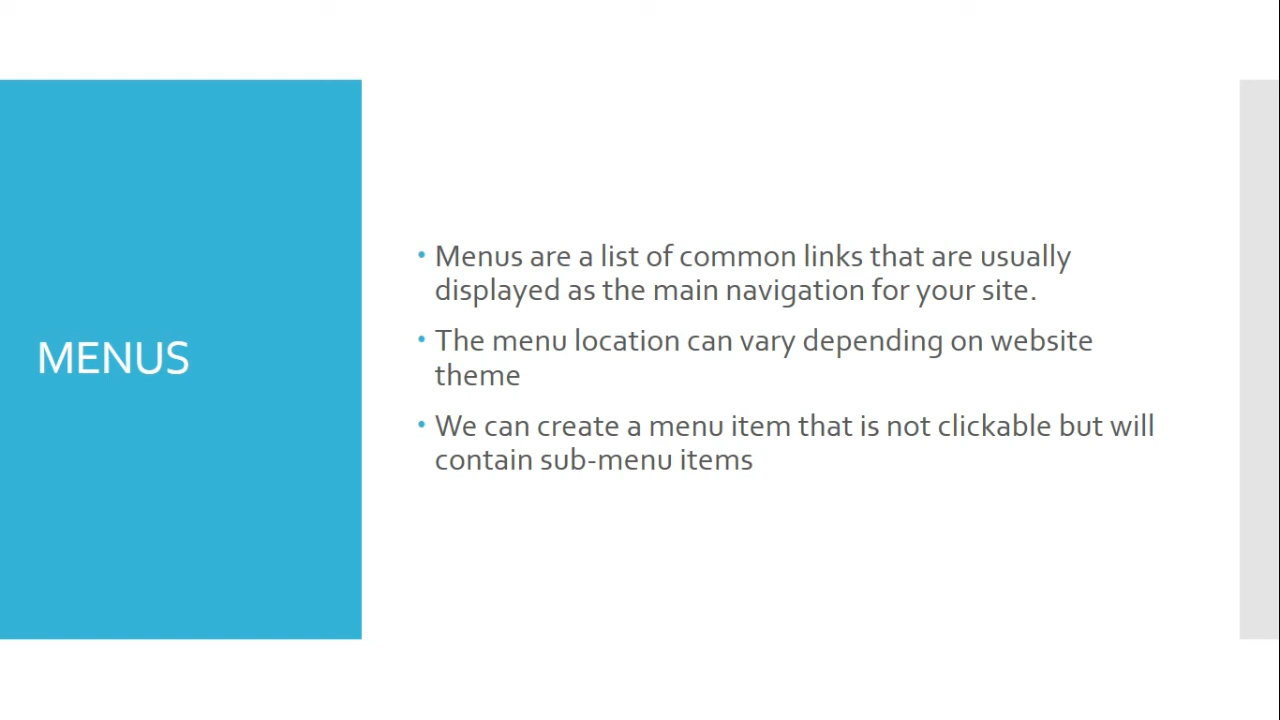 MENUS
• Menus are a list of common links that are usually
displayed as the main navigation for your site.
• The menu location can vary depending on website
theme
• We can create a menu item that is not clickable but will
contain sub-menu items